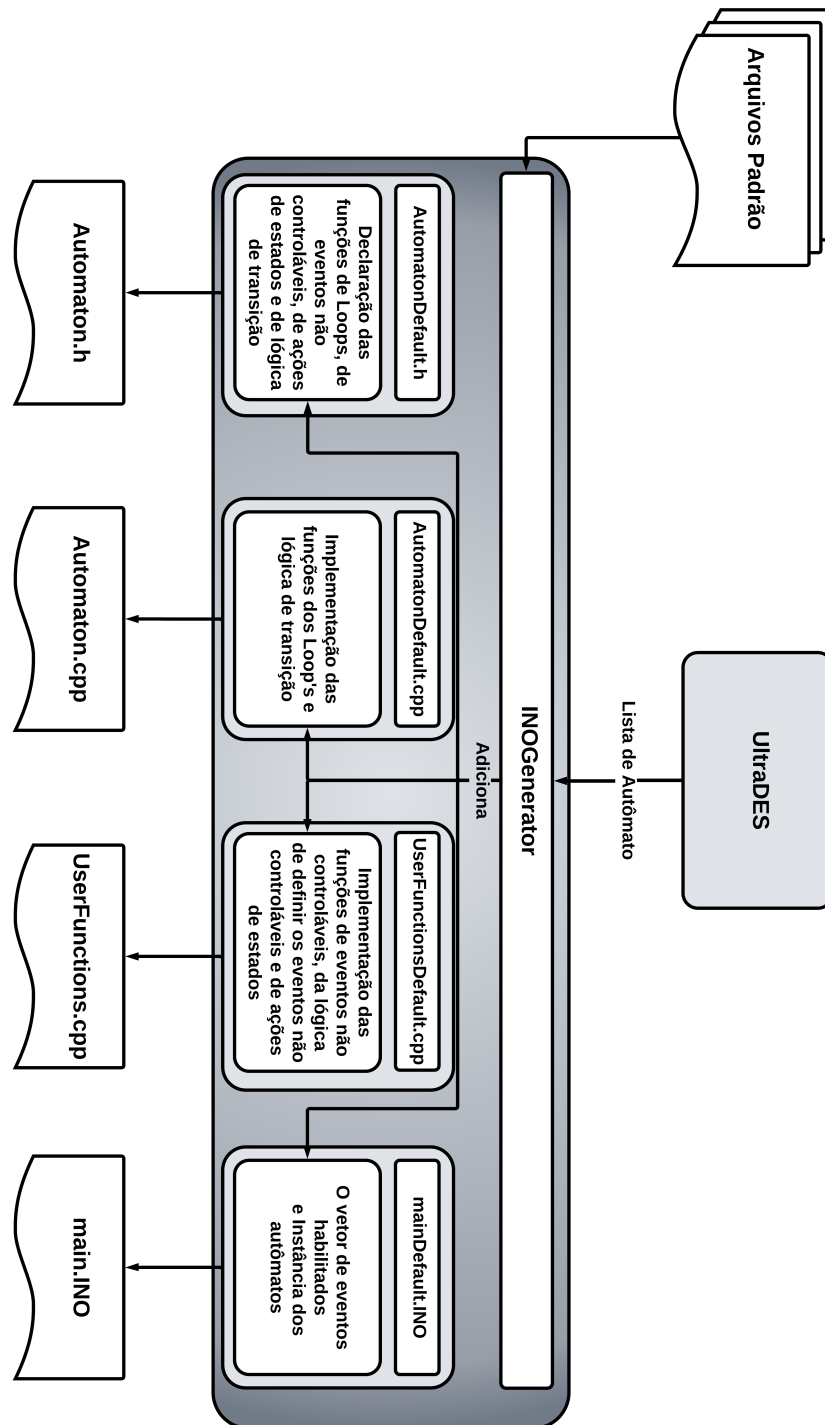 Arquivos Padrão
UltraDES
Lista de Autômato
INOGenerator
Adiciona
AutomatonDefault.h
Declaração das
funções de Loops, de
eventos não
controláveis, de ações
de estados e de lógica
de transição
AutomatonDefault.cpp
Implementação das
funções dos Loop's e
lógica de transição
UserFunctionsDefault.cpp
Implementação das
funções de eventos não
controláveis, da lógica
de definir os eventos não
controláveis e de ações
de estados
mainDefault.INO
O vetor de eventos
habilitados
e Instância dos
autômatos
Automaton.h
Automaton.cpp
UserFunctions.cpp
main.INO